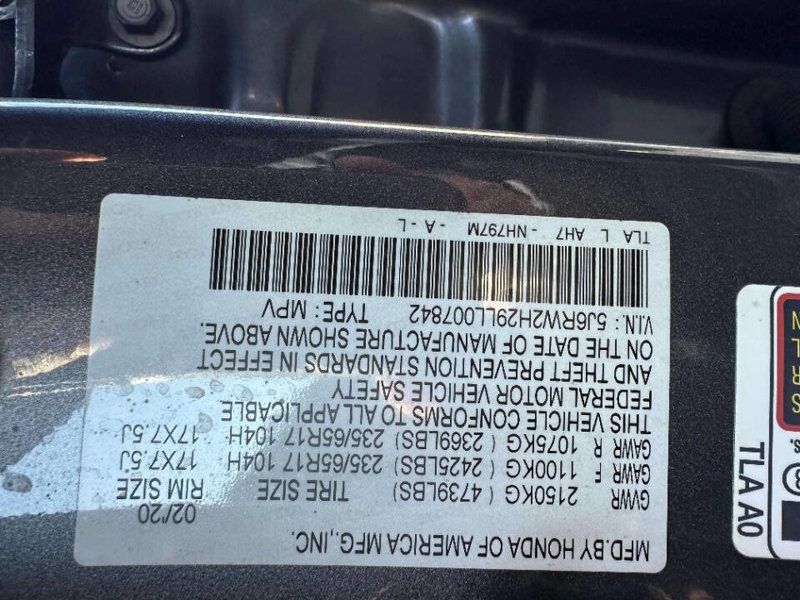 MFD.BY HONDA OF AMERICA MFG.,INC. 02/'20
GVWR 2150KG ( 4739LBS) TIRE SIZE RIM SIZE
GAWR F 1100KG ( 2425LBS) 235/65R17 104H 17X7.5J
GAWR R 1075KG ( 2369LBS) 235/65R17 104H 17X7.5J
THIS VEHICLE CONFORMS TO ALL APPLICABLE
FEDERAL MOTOR VEHICLE SAFETY
AND THEFT PREVENTION STANDARDS IN EFFECT
ON THE DATE OF MANUFACTURE SHOWN ABOVE.
V.I.N.: 5J6RW2H29LL007842 TYPE: MPV
TLA L AH7 - NH797M - A - L
TLA A0